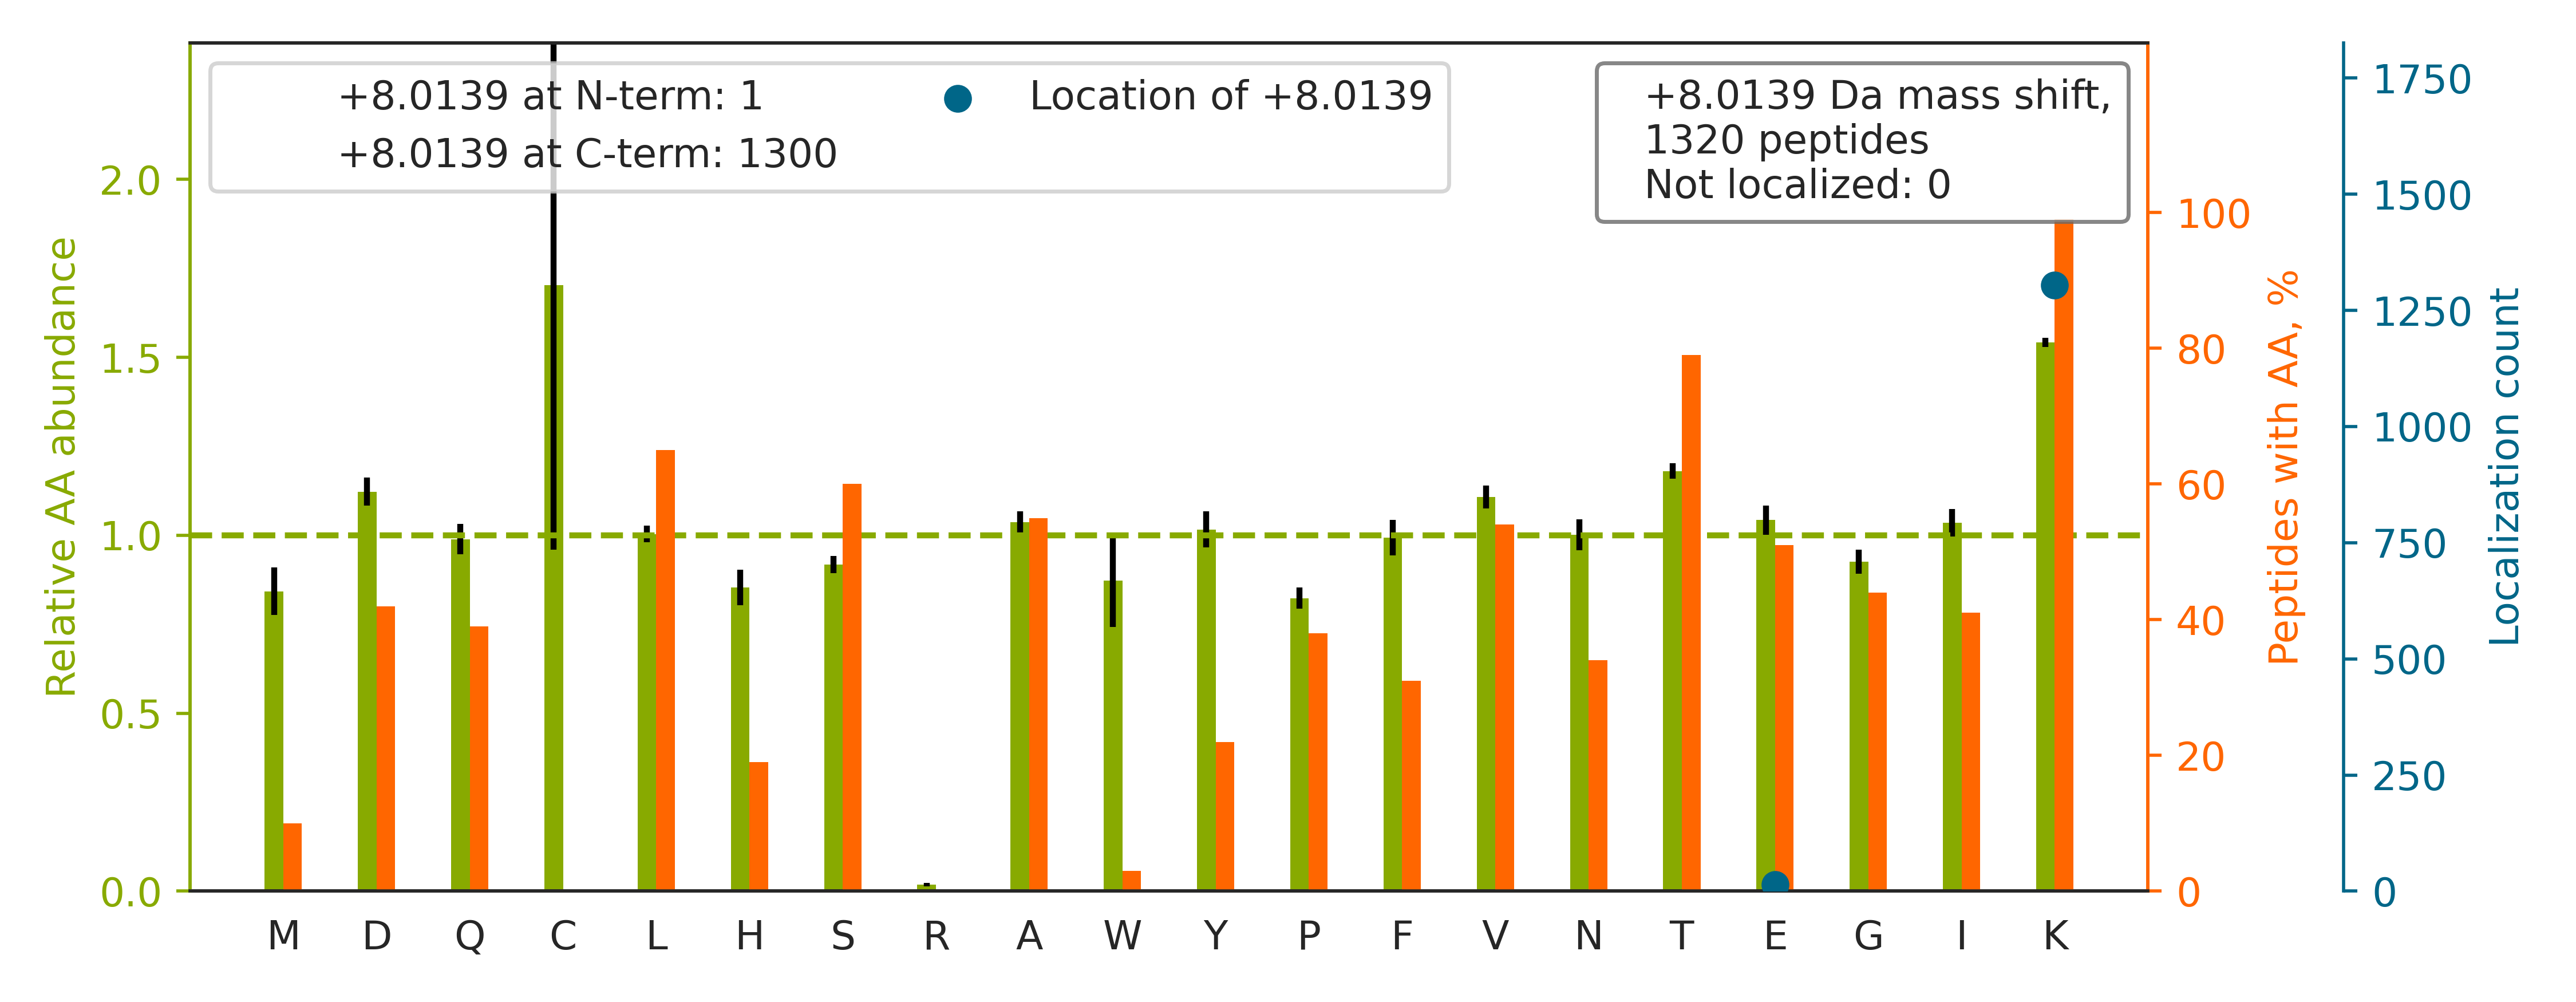 +8.0139 at N-term: 1
+8.0139 at C-term: 1300
Location of +8.0139
+8.0139 Da mass shift,
1320 peptides
Not localized: 0
Relative AA abundance
2.0
1.5
1.0
0.5
0.0
M D Q C L H S R A W Y P F V N T E G I K
100
80
60
40
20
0
Peptides with AA, %
1750
1500
1250
1000
750
500
250
0
Localization count